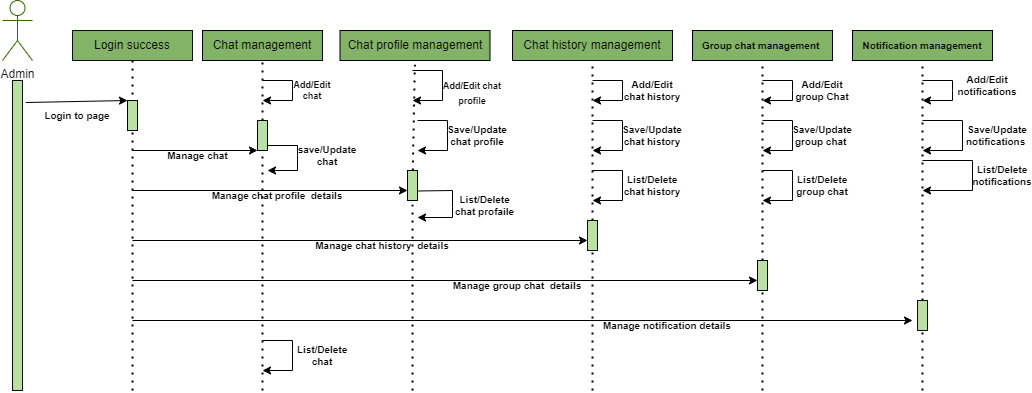 Admin
Login success
Chat management
Chat profile management
Chat history management
Group chat management
Notification management
Add/Edit
chat
Add/Edit chat
profile
Add/Edit
chat history
Add/Edit
group Chat
Add/Edit
notifications
Login to page
Save/Update
chat profile
Save/Update
chat history
Save/Update
group chat
Save/Update
notifications
Manage chat
save/Update
chat
List/Delete
chat history
List/Delete
group chat
List/Delete
notifications
Manage chat profile details
List/Delete
chat profaile
Manage chat history details
Manage group chat details
Manage notification details
List/Delete
chat